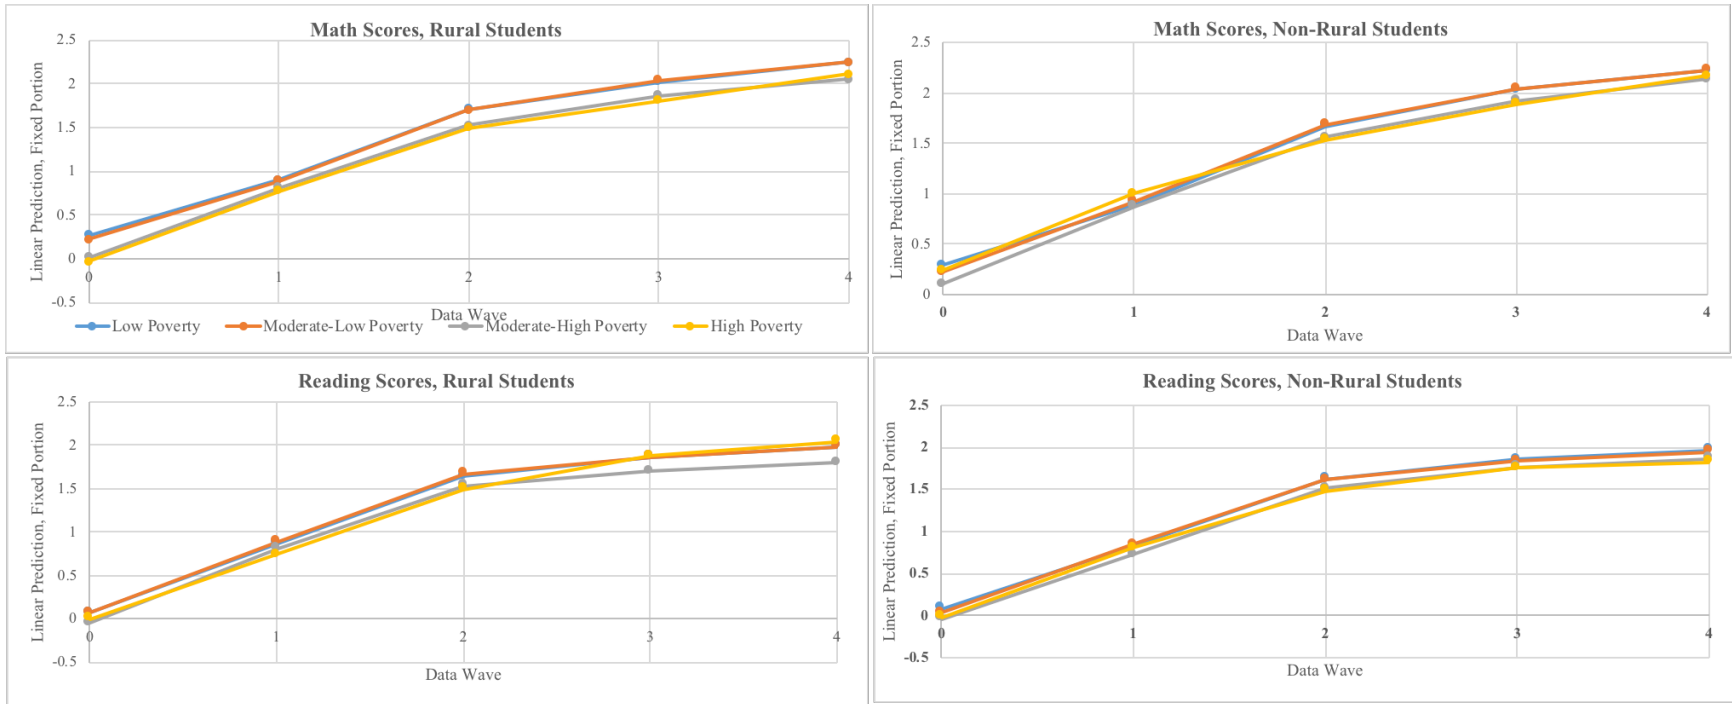 Math Scores, Rural Students
Linear Prediction, Fixed Portion
2.5
2
1.5
1
0.5
0
-0.5
0 1 2 3 4
Data Wave
Low Poverty Moderate-Low Poverty Moderate-High Poverty High Poverty
Math Scores, Non-Rural Students
Linear Prediction, Fixed Portion
2.5
2
1.5
1
0.5
0
0 1 2 3 4
Data Wave
Reading Scores, Rural Students
Linear Prediction, Fixed Portion
2.5
2
1.5
1
0.5
0
-0.5
0 1 2 3 4
Data Wave
Reading Scores, Non-Rural Students
Linear Prediction, Fixed Portion
2.5
2
1.5
1
0.5
0
-0.5
0 1 2 3 4
Data Wave